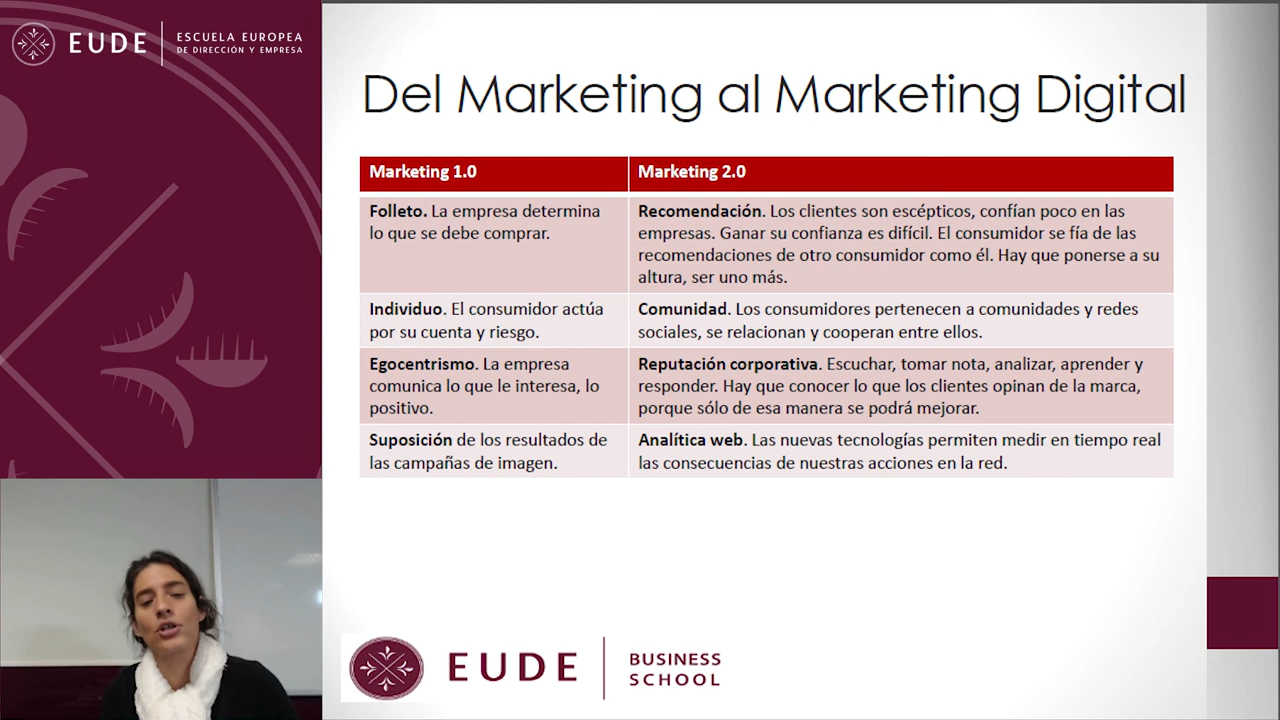 EUDE
ESCUELA EUROPEA
DE DIRECCIÓN Y EMPRESA
Del Marketing al Marketing Digital
Marketing 1.0
Marketing 2.0
Folleto. La empresa determina
lo que se debe comprar.
Recomendación. Los clientes son escépticos, confían poco en las
empresas. Ganar su confianza es difícil. El consumidor se fía de las
recomendaciones de otro consumidor como él. Hay que ponerse a su
altura, ser uno más.
Individuo. El consumidor actúa
por su cuenta y riesgo.
Comunidad. Los consumidores pertenecen a comunidades y redes
sociales, se relacionan y cooperan entre ellos.
Egocentrismo. La empresa
comunica lo que le interesa, lo
positivo.
Reputación corporativa. Escuchar, tomar nota, analizar, aprender y
responder. Hay que conocer lo que los clientes opinan de la marca,
porque sólo de esa manera se podrá mejorar.
Suposición de los resultados de
las campañas de imagen.
Analítica web. Las nuevas tecnologías permiten medir en tiempo real
las consecuencias de nuestras acciones en la red.
EUDE
BUSINESS
SCHOOL